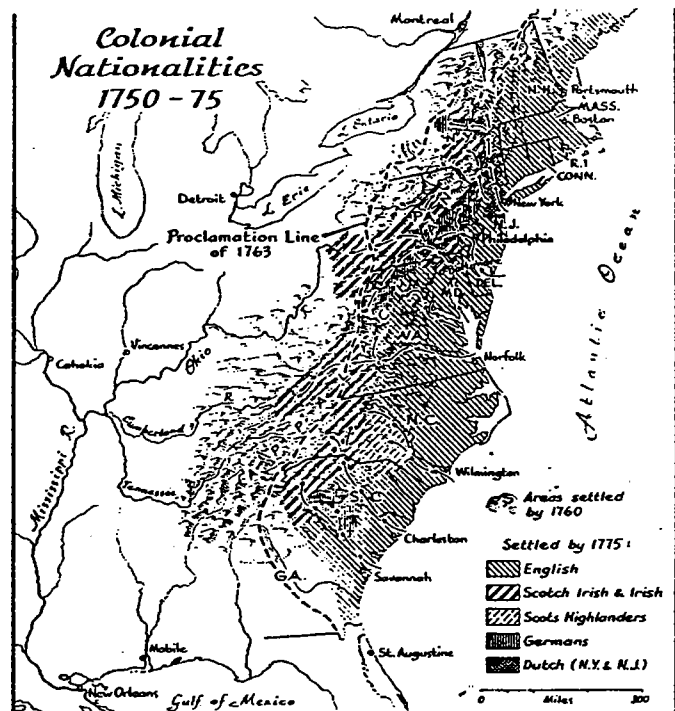 Colonial
Nationalities
1750-75
Montreal
L. Ontario
L. Michigan
Detroit
L. Erie
N.H.
Portsmouth
MASS.
Boston
R.I
CONN.
New York
N.J.
Philadelphia
DEL.
MD.
VA.
Proclamation Line
of 1763
Vincennes
Cahokia
Ohio
R.
Cumberland
Tennessee
Mississippi R.
Norfolk
N. C.
Wilmington
S. C.
Charleston
Savannah
GA.
St. Augustine
Mobile
New Orleans
Gulf of Mexico
Atlantic Ocean
Areas settled
by 1760
Settled by 1775:
English
Scotch Irish & Irish
Scots Highlanders
Germans
Dutch (N.Y. & N.J.)
0 Miles 300